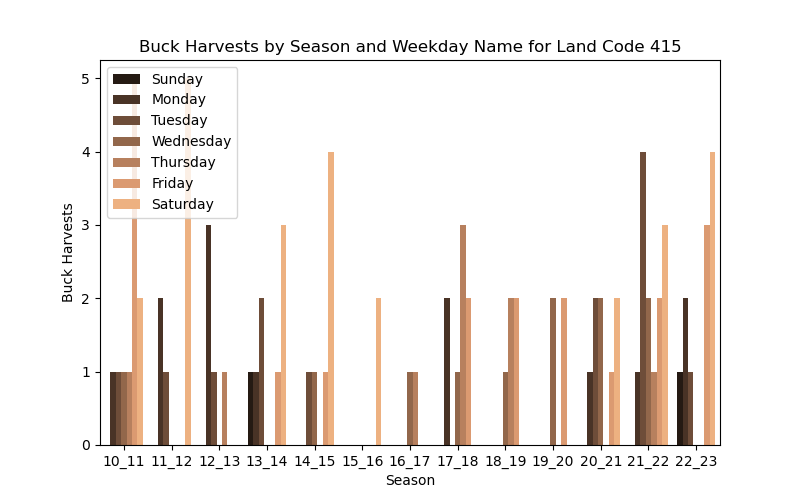 Buck Harvests by Season and Weekday Name for Land Code 415
Sunday
Monday
Tuesday
Wednesday
Thursday
Friday
Saturday
5
4
3
2
1
0
Buck Harvests
10_11 11_12 12_13 13_14 14_15 15_16 16_17 17_18 18_19 19_20 20_21 21_22 22_23
Season